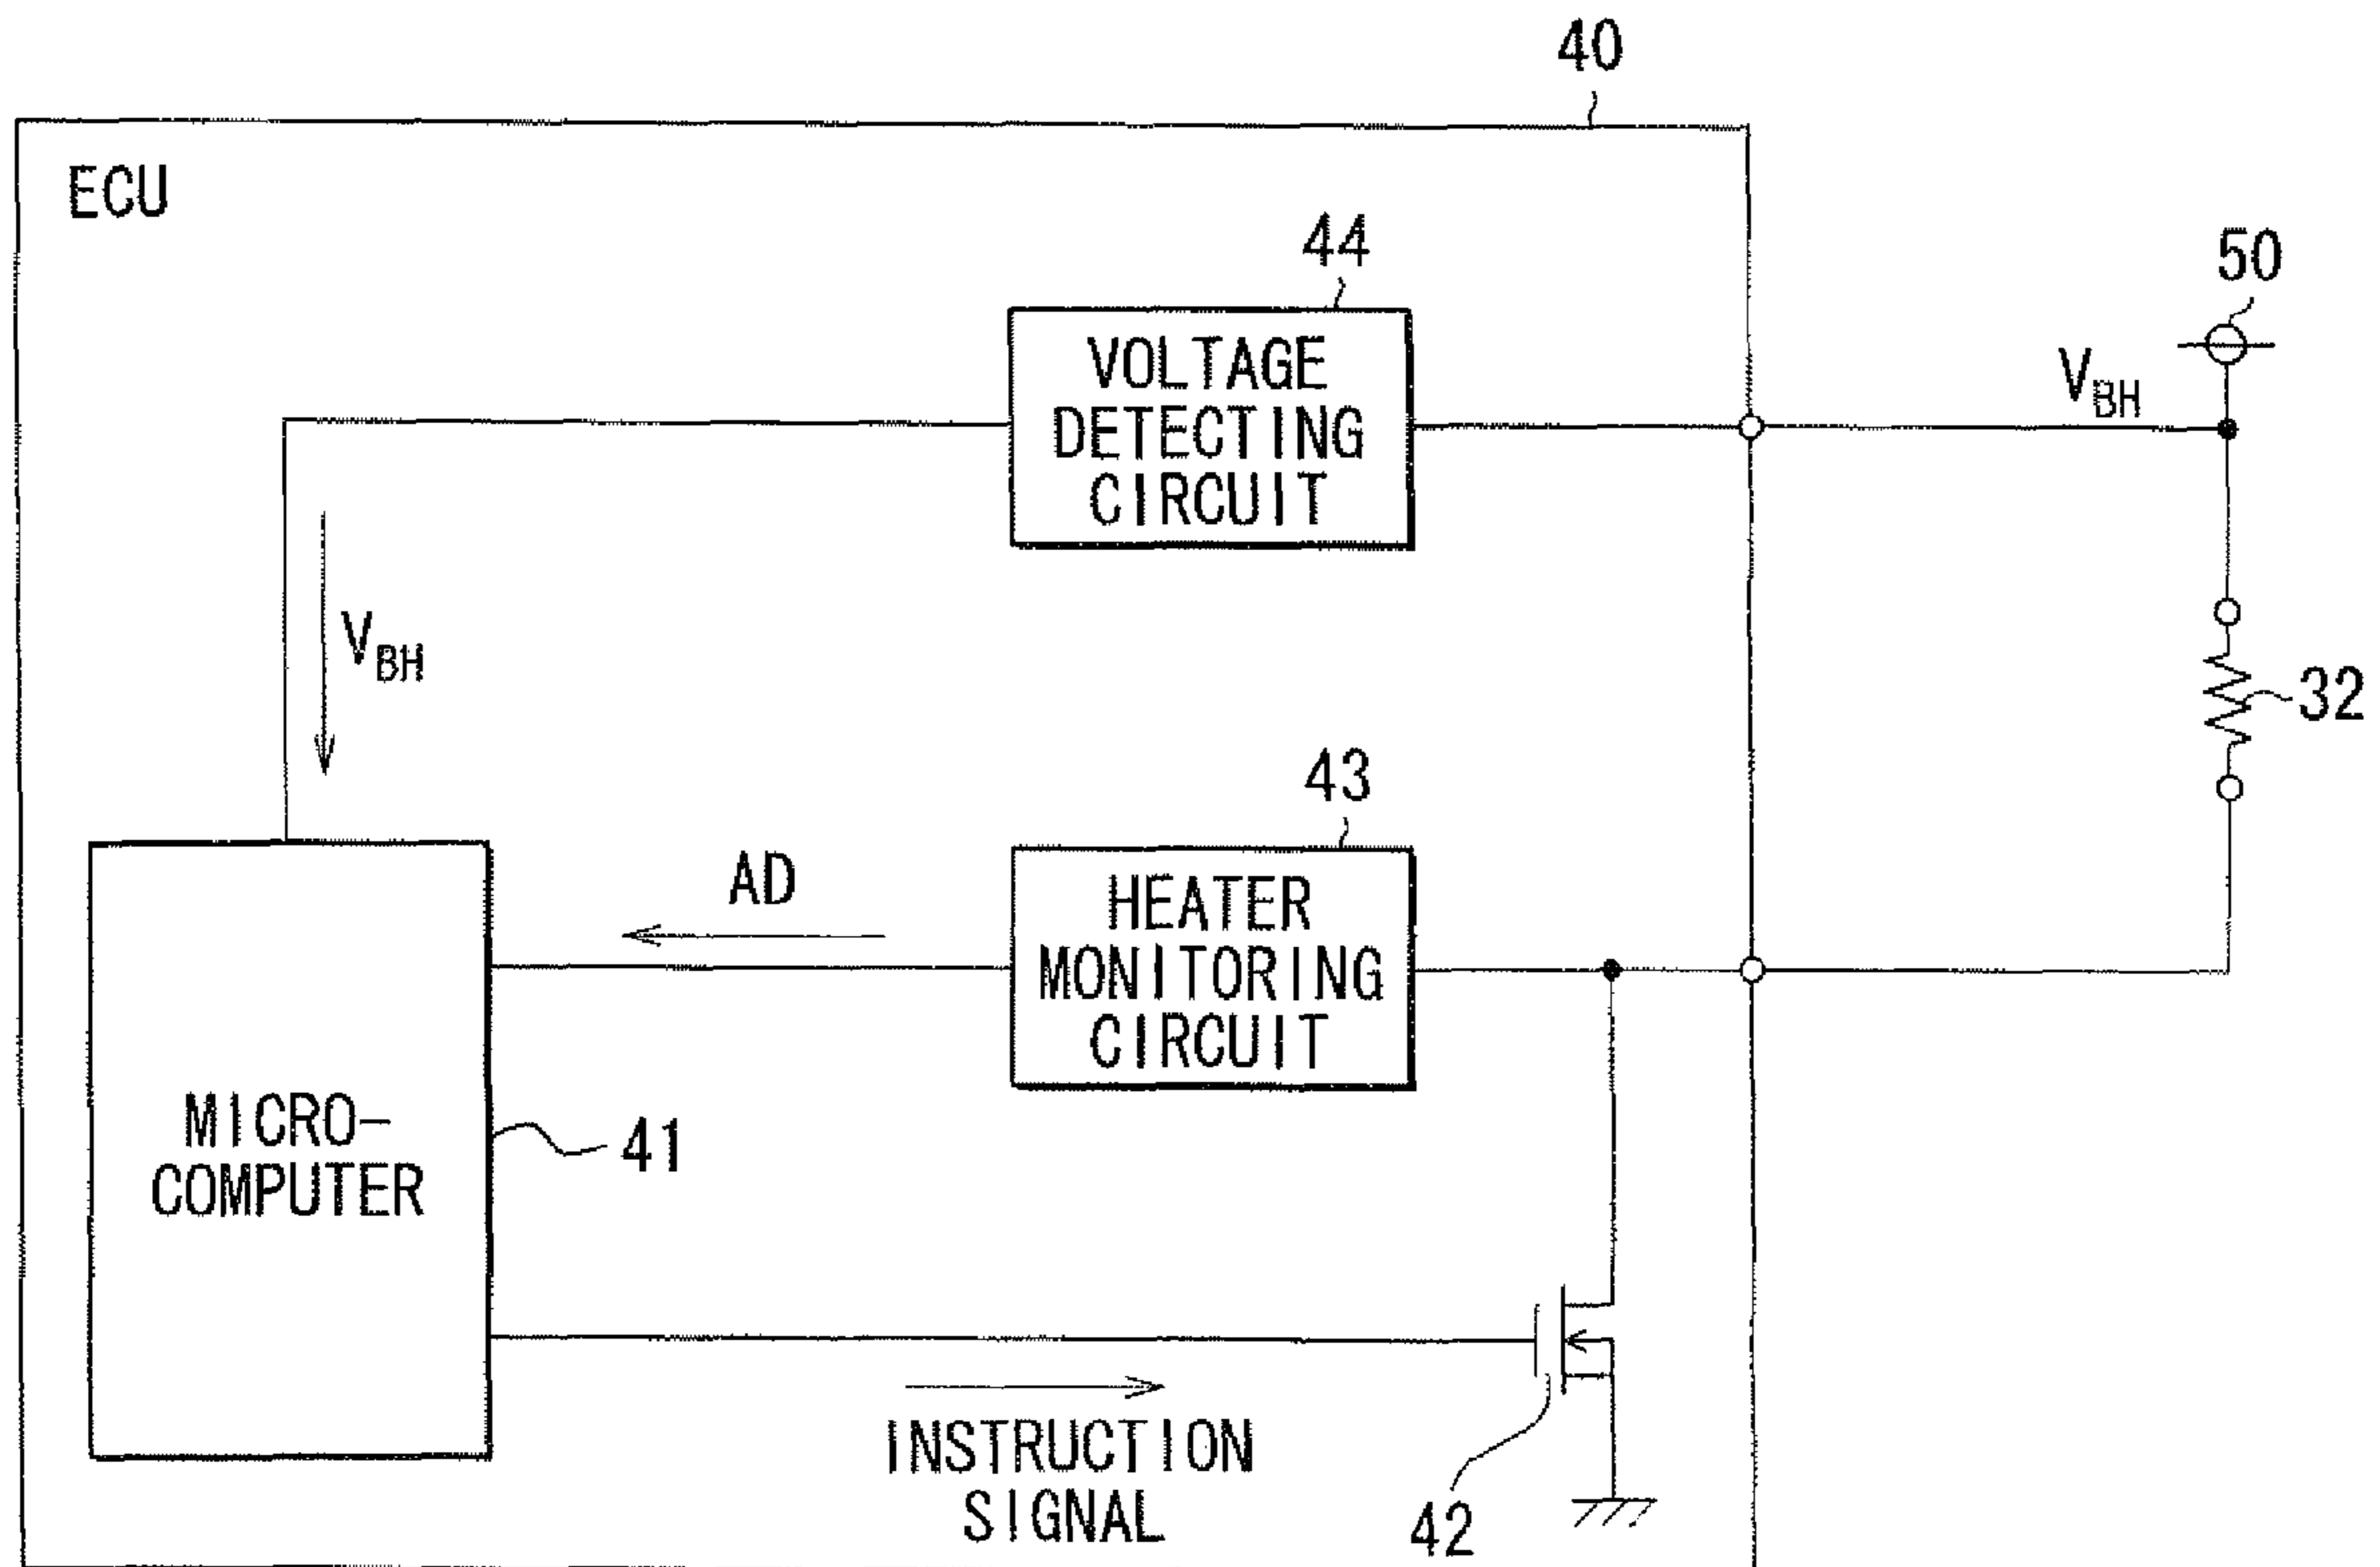 40
ECU
44
50
VOLTAGE
DETECTING
CIRCUIT
VBH
VBH
32
43
AD
HEATER
MONITORING
CIRCUIT
MICRO-
COMPUTER
41
INSTRUCTION
SIGNAL
42